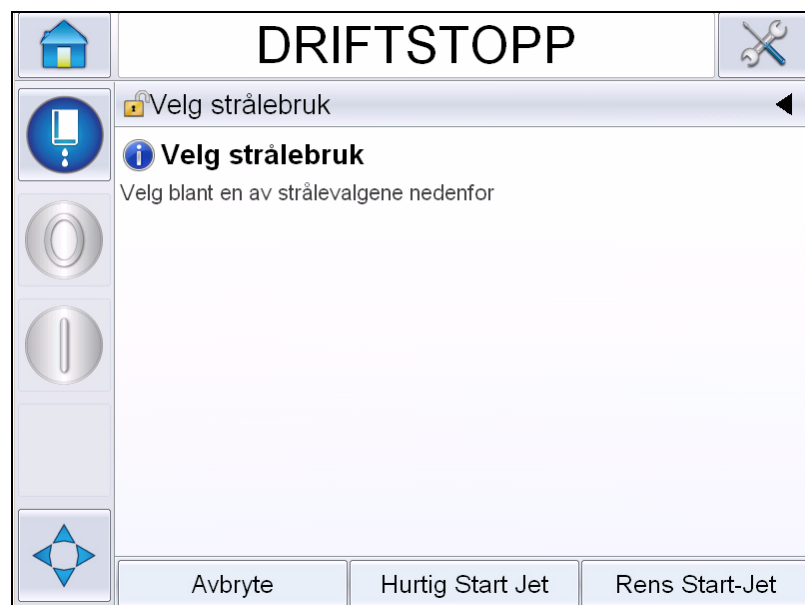 DRIFTSTOPP
Velg strålebruk
Velg strålebruk
Velg blant en av strålevalgene nedenfor
Avbryte
Hurtig Start Jet
Rens Start-Jet